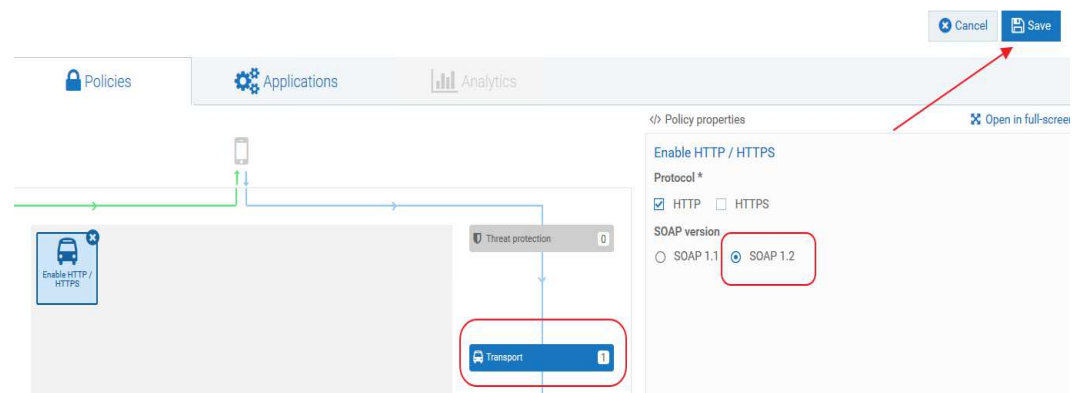 Cancel
Save
Policies
Applications
Analytics
</> Policy properties
Open in full-screen
Enable HTTP / HTTPS
Protocol *
HTTP
HTTPS
SOAP version
SOAP 1.1
SOAP 1.2
Enable HTTP /
HTTPS
Threat protection
0
Transport
1